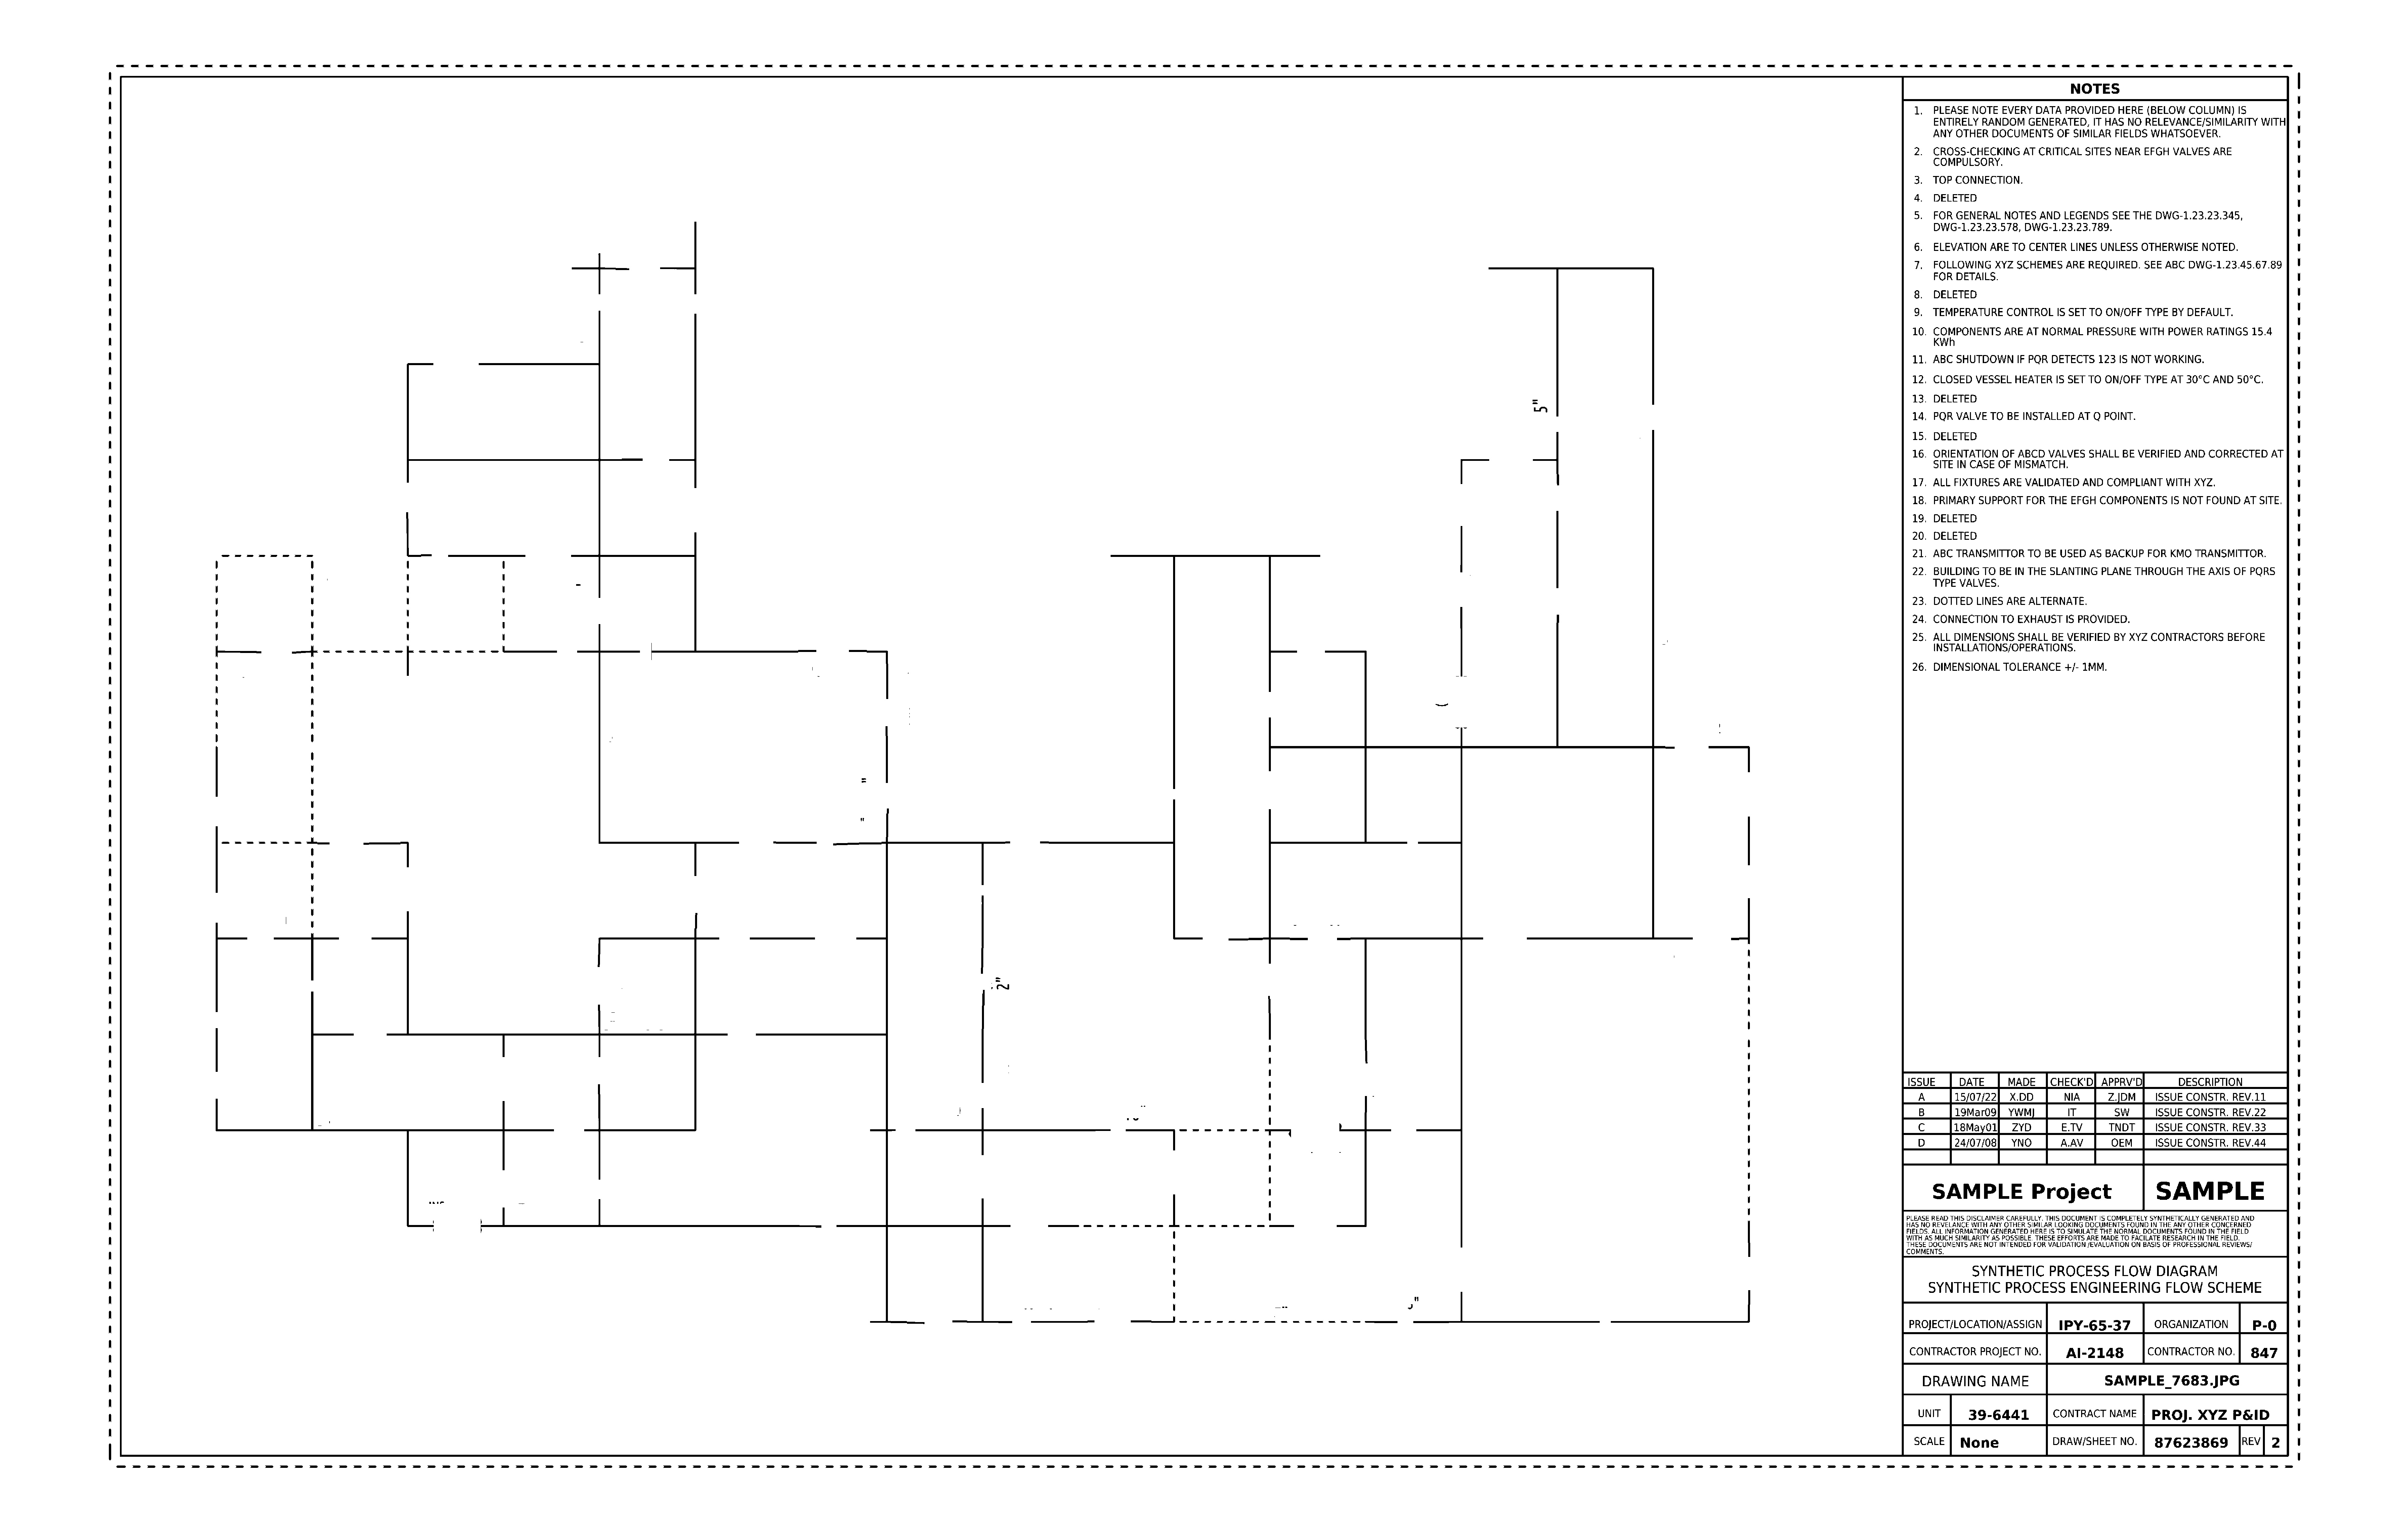 5"
2"
NOTES
1. PLEASE NOTE EVERY DATA PROVIDED HERE (BELOW COLUMN) IS
ENTIRELY RANDOM GENERATED, IT HAS NO RELEVANCE/SIMILARITY WITH
ANY OTHER DOCUMENTS OF SIMILAR FIELDS WHATSOEVER.
2. CROSS-CHECKING AT CRITICAL SITES NEAR EFGH VALVES ARE
COMPULSORY.
3. TOP CONNECTION.
4. DELETED
5. FOR GENERAL NOTES AND LEGENDS SEE THE DWG-1.23.23.345,
DWG-1.23.23.578, DWG-1.23.23.789.
6. ELEVATION ARE TO CENTER LINES UNLESS OTHERWISE NOTED.
7. FOLLOWING XYZ SCHEMES ARE REQUIRED. SEE ABC DWG-1.23.45.67.89
FOR DETAILS.
8. DELETED
9. TEMPERATURE CONTROL IS SET TO ON/OFF TYPE BY DEFAULT.
10. COMPONENTS ARE AT NORMAL PRESSURE WITH POWER RATINGS 15.4
KWh
11. ABC SHUTDOWN IF PQR DETECTS 123 IS NOT WORKING.
12. CLOSED VESSEL HEATER IS SET TO ON/OFF TYPE AT 30°C AND 50°C.
13. DELETED
14. PQR VALVE TO BE INSTALLED AT Q POINT.
15. DELETED
16. ORIENTATION OF ABCD VALVES SHALL BE VERIFIED AND CORRECTED AT
SITE IN CASE OF MISMATCH.
17. ALL FIXTURES ARE VALIDATED AND COMPLIANT WITH XYZ.
18. PRIMARY SUPPORT FOR THE EFGH COMPONENTS IS NOT FOUND AT SITE.
19. DELETED
20. DELETED
21. ABC TRANSMITTOR TO BE USED AS BACKUP FOR KMO TRANSMITTOR.
22. BUILDING TO BE IN THE SLANTING PLANE THROUGH THE AXIS OF PQRS
TYPE VALVES.
23. DOTTED LINES ARE ALTERNATE.
24. CONNECTION TO EXHAUST IS PROVIDED.
25. ALL DIMENSIONS SHALL BE VERIFIED BY XYZ CONTRACTORS BEFORE
INSTALLATIONS/OPERATIONS.
26. DIMENSIONAL TOLERANCE +/- 1MM.
ISSUE DATE MADE CHECK'D APPRV'D DESCRIPTION
A 15/07/22 X.DD NIA Z.JDM ISSUE CONSTR. REV.11
B 19Mar09 YWMJ IT SW ISSUE CONSTR. REV.22
C 18May01 ZYD E.TV TNDT ISSUE CONSTR. REV.33
D 24/07/08 YNO A.AV OEM ISSUE CONSTR. REV.44
SAMPLE Project SAMPLE
PLEASE READ THIS DISCLAIMER CAREFULLY. THIS DOCUMENT IS COMPLETELY SYNTHETICALLY GENERATED AND
HAS NO REVELANCE WITH ANY OTHER SIMILAR LOOKING DOCUMENTS FOUND IN THE ANY OTHER CONCERNED
FIELDS. ALL INFORMATION GENERATED HERE IS TO SIMULATE THE NORMAL DOCUMENTS FOUND IN THE FIELD
WITH AS MUCH SIMILARITY AS POSSIBLE. THESE EFFORTS ARE MADE TO FACILATE RESEARCH IN THE FIELD.
THESE DOCUMENTS ARE NOT INTENDED FOR VALIDATION /EVALUATION ON BASIS OF PROFESSIONAL REVIEWS/
COMMENTS.
SYNTHETIC PROCESS FLOW DIAGRAM
SYNTHETIC PROCESS ENGINEERING FLOW SCHEME
PROJECT/LOCATION/ASSIGN IPY-65-37 ORGANIZATION P-0
CONTRACTOR PROJECT NO. AI-2148 CONTRACTOR NO. 847
DRAWING NAME SAMPLE_7683.JPG
UNIT 39-6441 CONTRACT NAME PROJ. XYZ P&ID
SCALE None DRAW/SHEET NO. 87623869 REV 2